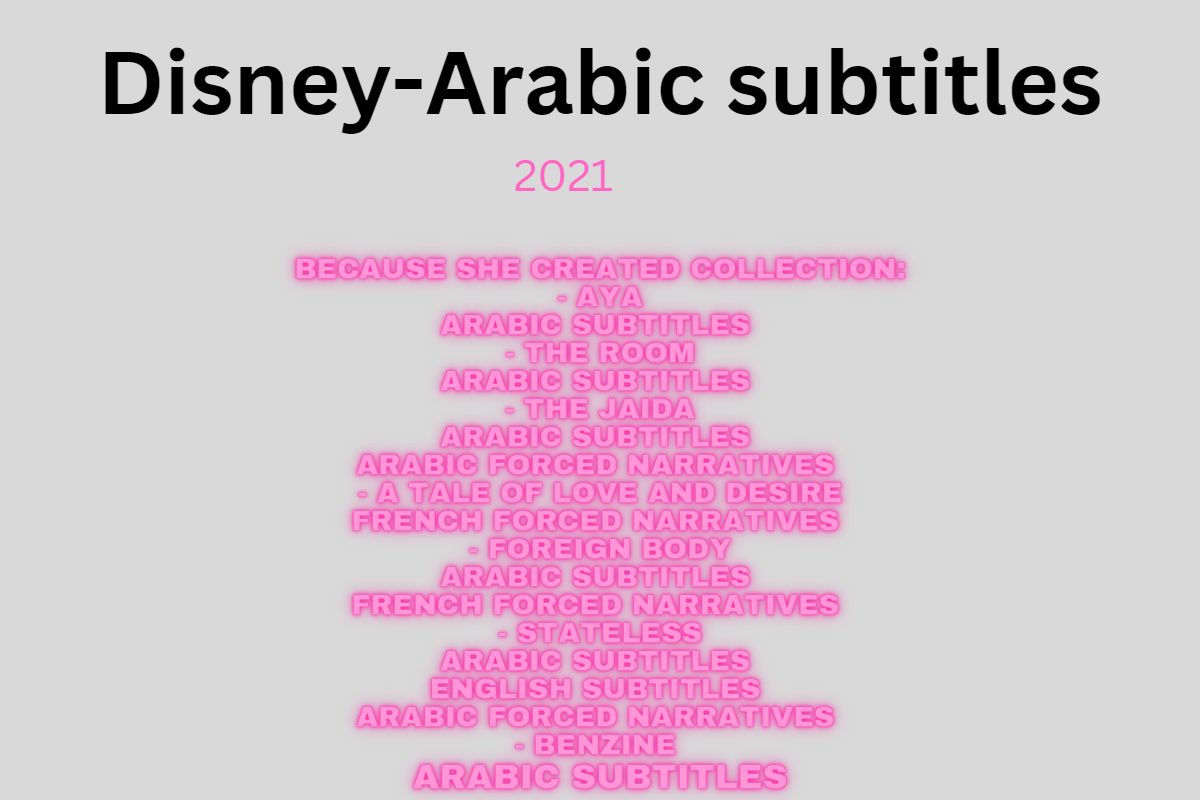 Disney-Arabic subtitles
2021
BECAUSE SHE CREATED COLLECTION:
- AYA
ARABIC SUBTITLES
- THE ROOM
ARABIC SUBTITLES
- THE JAIDA
ARABIC SUBTITLES
ARABIC FORCED NARRATIVES
- A TALE OF LOVE AND DESIRE
FRENCH FORCED NARRATIVES
- FOREIGN BODY
ARABIC SUBTITLES
FRENCH FORCED NARRATIVES
- STATELESS
ARABIC SUBTITLES
ENGLISH SUBTITLES
ARABIC FORCED NARRATIVES
- BENZINE
ARABIC SUBTITLES